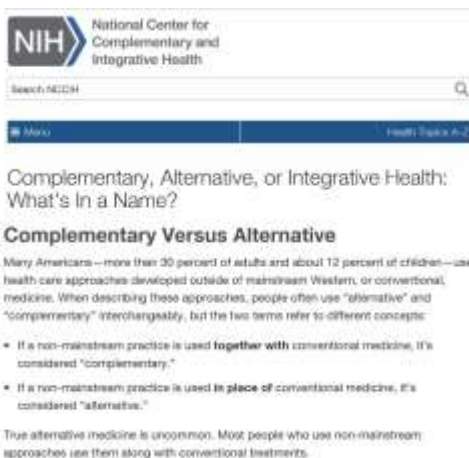 NIH
National Center for
Complementary and
Integrative Health
Search NCCIH
Menu
Health Topics A-Z
Complementary, Alternative, or Integrative Health:
What's In a Name?
Complementary Versus Alternative
Many Americans—more than 30 percent of adults and about 12 percent of children—use
health care approaches developed outside of mainstream Western, or conventional,
medicine. When describing these approaches, people often use "alternative" and
"complementary" interchangeably, but the two terms refer to different concepts:
• If a non-mainstream practice is used together with conventional medicine, it's
considered "complementary."
• If a non-mainstream practice is used in place of conventional medicine, it's
considered "alternative."
True alternative medicine is uncommon. Most people who use non-mainstream
approaches use them along with conventional treatments.